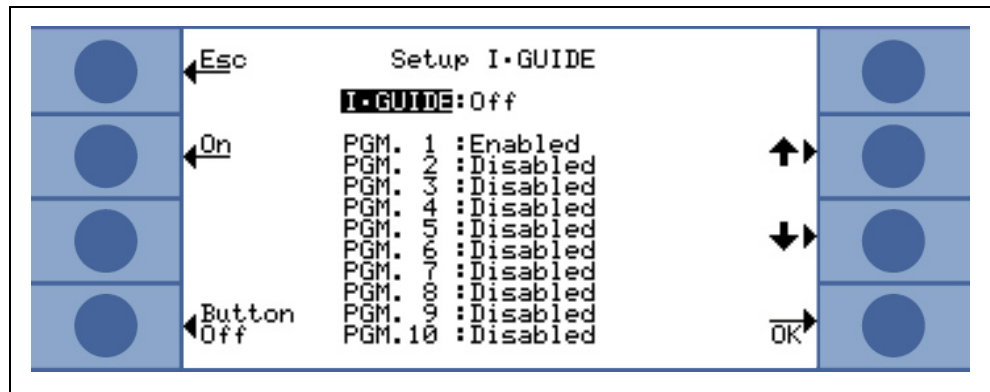 Esc
Setup I·GUIDE
I·GUIDE:Off
On
PGM. 1 :Enabled
PGM. 2 :Disabled
PGM. 3 :Disabled
PGM. 4 :Disabled
PGM. 5 :Disabled
PGM. 6 :Disabled
PGM. 7 :Disabled
PGM. 8 :Disabled
PGM. 9 :Disabled
PGM.10 :Disabled
Button
Off
OK